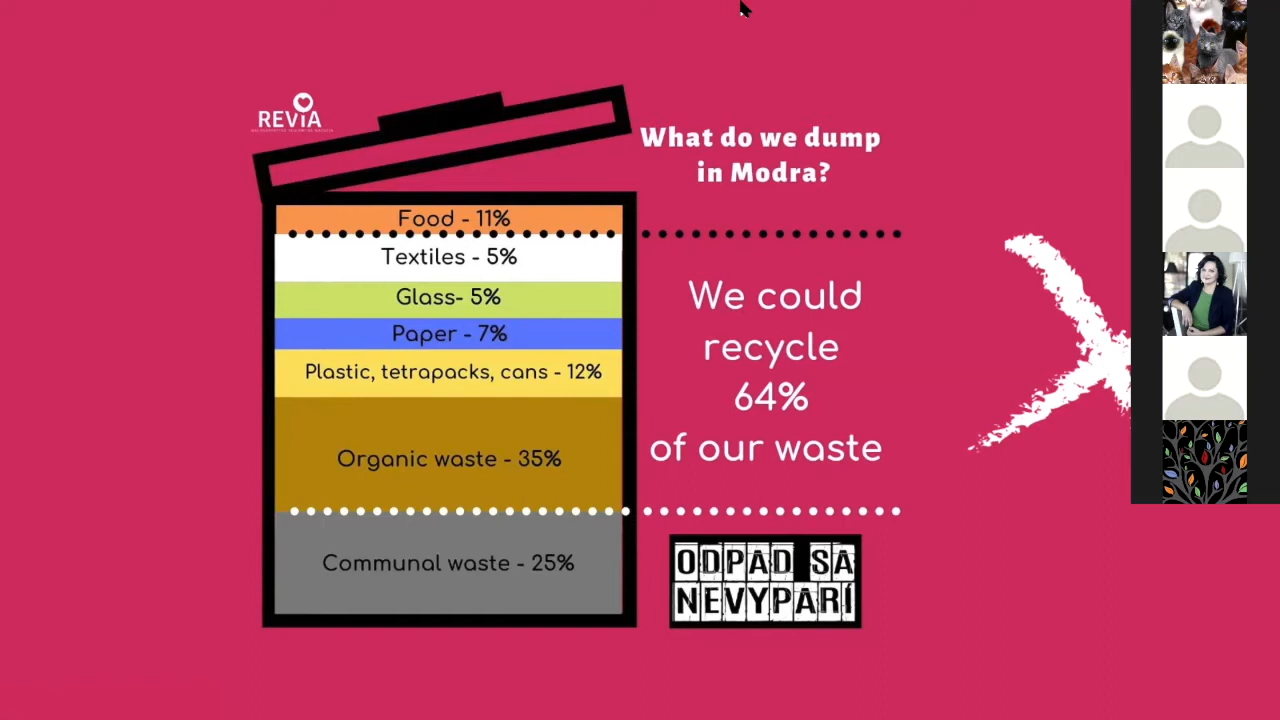 REVIA
What do we dump
in Modra?
Food - 11%
Textiles - 5%
Glass- 5%
Paper - 7%
Plastic, tetrapacks, cans - 12%
Organic waste - 35%
Communal waste - 25%
We could
recycle
64%
of our waste
ODPAD SA
NEVYPARÍ